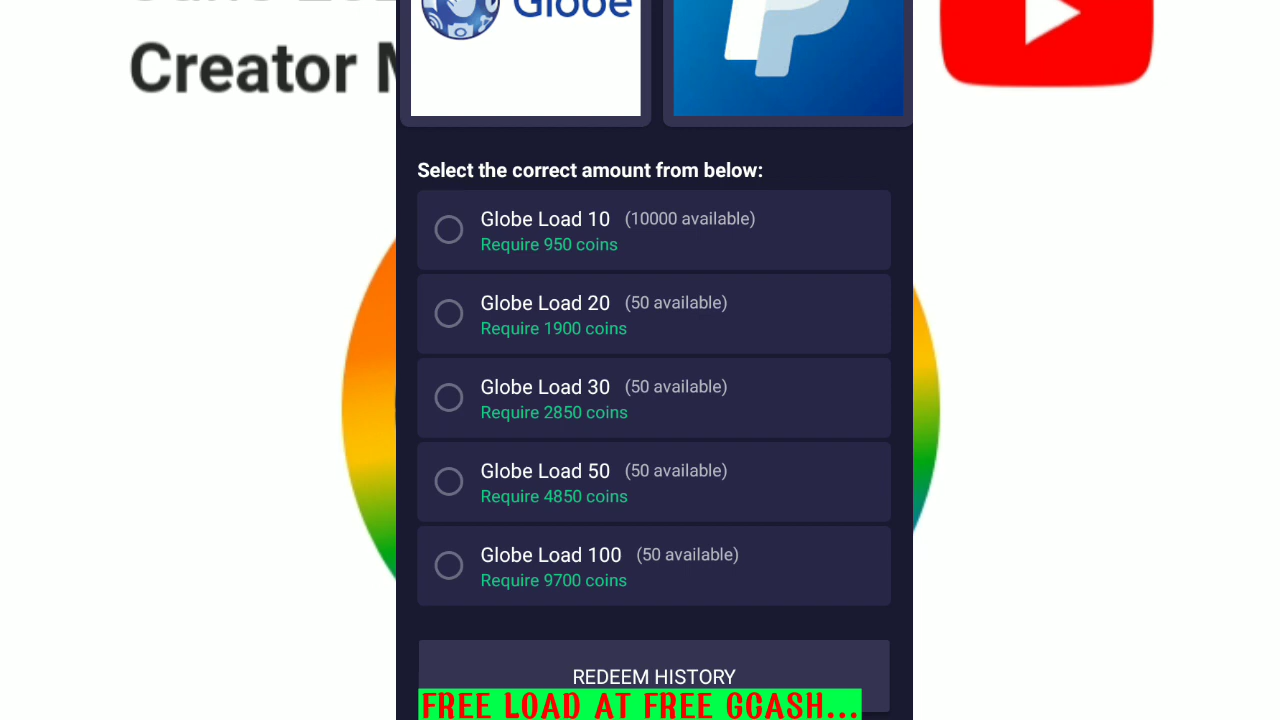 Creator
Globe
Select the correct amount from below:
Globe Load 10 (10000 available)
Require 950 coins
Globe Load 20 (50 available)
Require 1900 coins
Globe Load 30 (50 available)
Require 2850 coins
Globe Load 50 (50 available)
Require 4850 coins
Globe Load 100 (50 available)
Require 9700 coins
REDEEM HISTORY
FREE LOAD AT FREE GCASH...